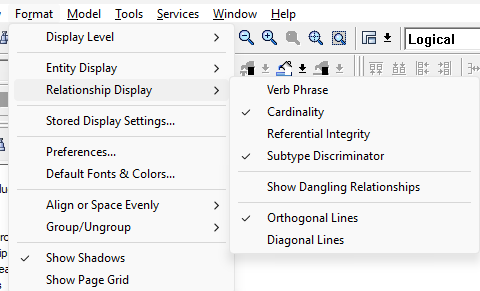 Format Model Tools Services Window Help
Display Level
Entity Display
Relationship Display
Stored Display Settings...
Preferences...
Default Fonts & Colors...
Align or Space Evenly
Group/Ungroup
Show Shadows
Show Page Grid
Logical
Verb Phrase
Cardinality
Referential Integrity
Subtype Discriminator
Show Dangling Relationships
Orthogonal Lines
Diagonal Lines